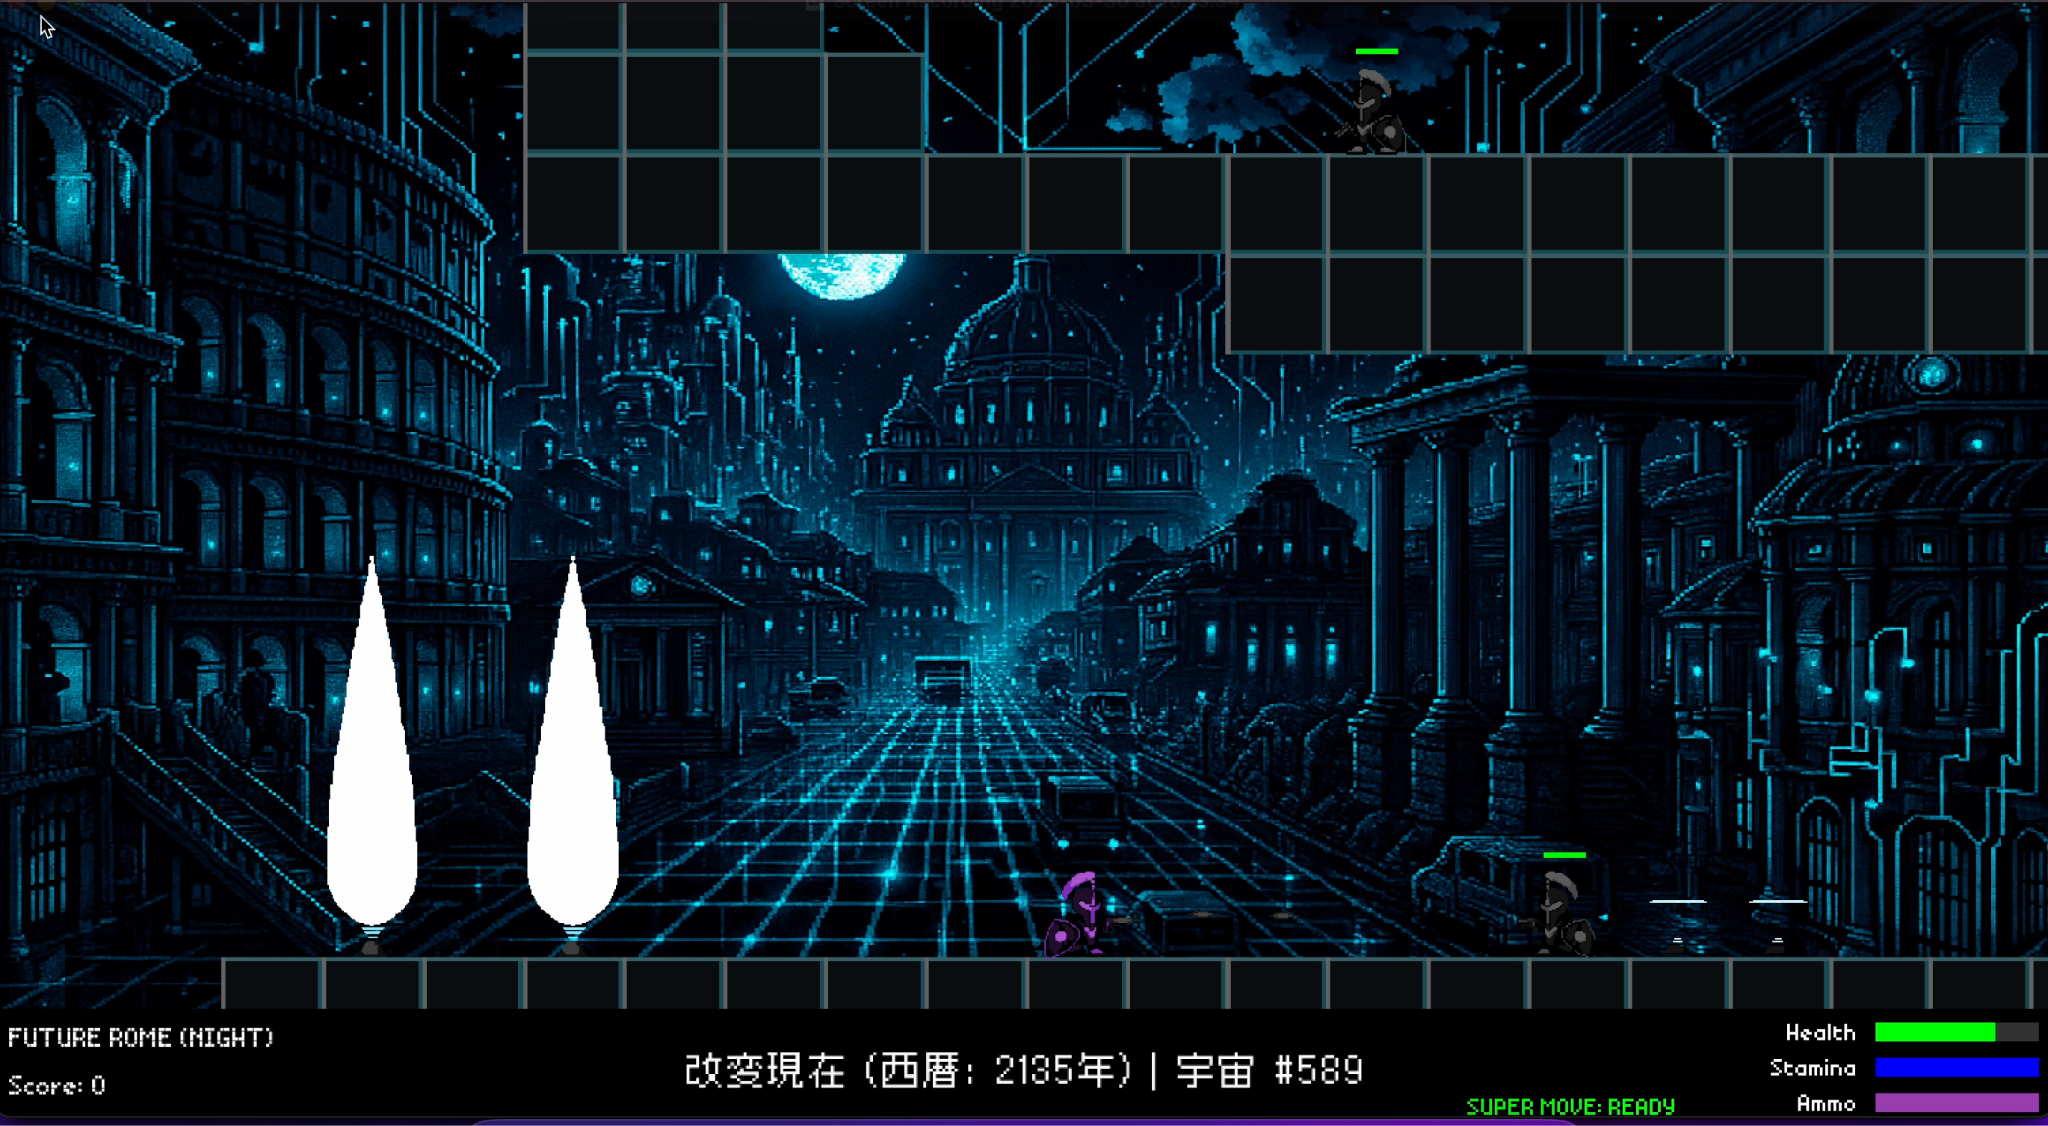 FUTURE ROME (NIGHT)
Score: 0
改変現在 (西暦: 2135年) | 宇宙 #589
SUPER MOVE: READY
Health
Stamina
Ammo